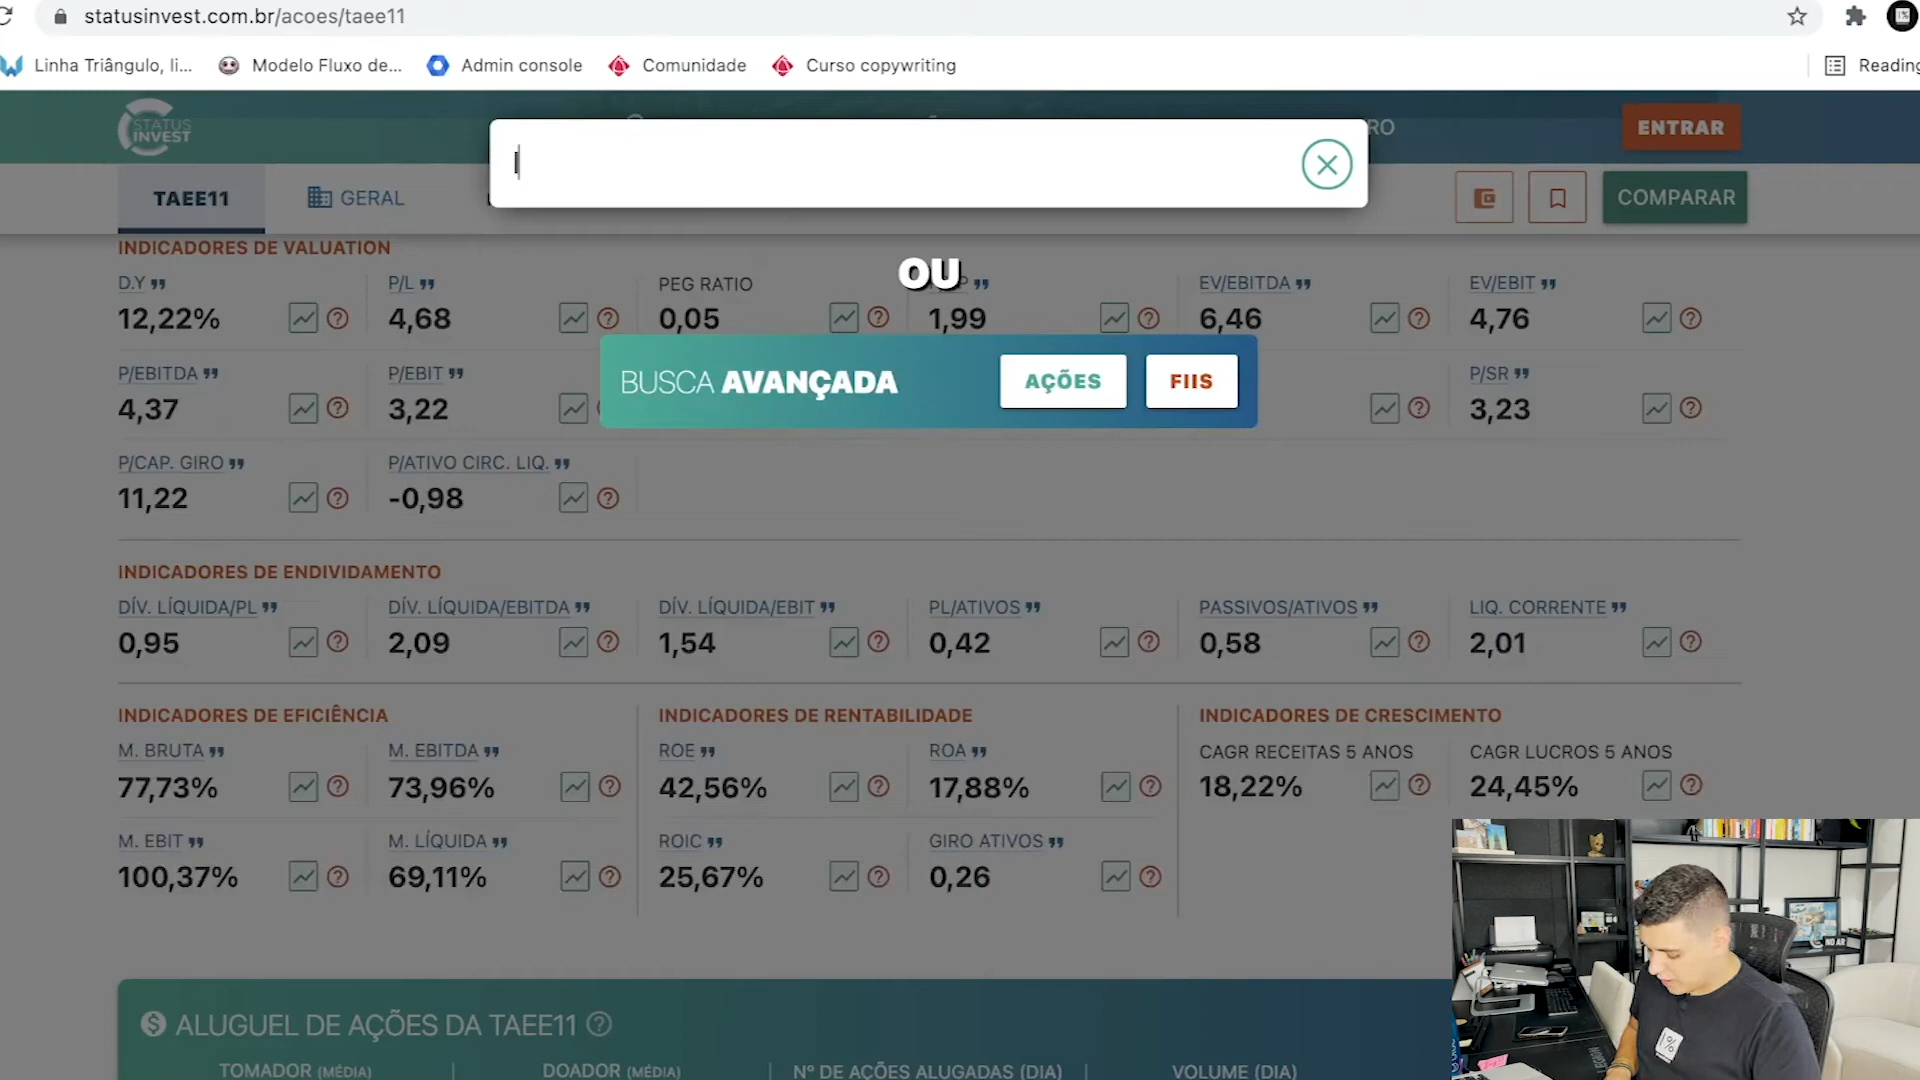 statusinvest.com.br/acoes/taee11
Linha Triângulo, li... Modelo Fluxo de... Admin console Comunidade Curso copywriting Reading
STATUS INVEST RO ENTRAR
TAEE11 GERAL COMPARAR
INDICADORES DE VALUATION
OU
D.Y P/L PEG RATIO EV/EBITDA EV/EBIT
12,22% 4,68 0,05 1,99 6,46 4,76
BUSCA AVANÇADA AÇÕES FIIS
P/EBITDA P/EBIT P/SR
4,37 3,22 3,23
P/CAP. GIRO P/ATIVO CIRC. LIQ.
11,22 -0,98
INDICADORES DE ENDIVIDAMENTO
DÍV. LÍQUIDA/PL DÍV. LÍQUIDA/EBITDA DÍV. LÍQUIDA/EBIT PL/ATIVOS PASSIVOS/ATIVOS LIQ. CORRENTE
0,95 2,09 1,54 0,42 0,58 2,01
INDICADORES DE EFICIÊNCIA INDICADORES DE RENTABILIDADE INDICADORES DE CRESCIMENTO
M. BRUTA M. EBITDA ROE ROA CAGR RECEITAS 5 ANOS CAGR LUCROS 5 ANOS
77,73% 73,96% 42,56% 17,88% 18,22% 24,45%
M. EBIT M. LÍQUIDA ROIC GIRO ATIVOS
100,37% 69,11% 25,67% 0,26
NO AR
1%
ALUGUEL DE AÇÕES DA TAEE11
TOMADOR (MÉDIA) DOADOR (MÉDIA) Nº DE AÇÕES ALUGADAS (DIA) VOLUME (DIA)